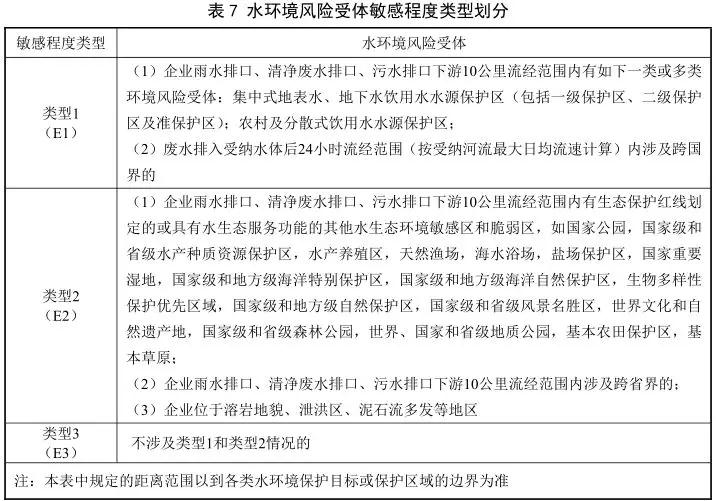 表 7 水环境风险受体敏感程度类型划分
敏感程度类型
水环境风险受体
类型1
（E1）
（1）企业雨水排口、清净废水排口、污水排口下游10公里流经范围内有如下一类或多类
环境风险受体：集中式地表水、地下水饮用水水源保护区（包括一级保护区、二级保护
区及准保护区）；农村及分散式饮用水水源保护区；
（2）废水排入受纳水体后24小时流经范围（按受纳河流最大日均流速计算）内涉及跨国
界的
类型2
（E2）
（1）企业雨水排口、清净废水排口、污水排口下游10公里流经范围内有生态保护红线划
定的或具有水生态服务功能的其他水生态环境敏感区和脆弱区，如国家公园，国家级和
省级水产种质资源保护区，水产养殖区，天然渔场，海水浴场，盐场保护区，国家重要
湿地，国家级和地方级海洋特别保护区，国家级和地方级海洋自然保护区，生物多样性
保护优先区域，国家级和地方级自然保护区，国家级和省级风景名胜区，世界文化和自
然遗产地，国家级和省级森林公园，世界、国家和省级地质公园，基本农田保护区，基
本草原；
（2）企业雨水排口、清净废水排口、污水排口下游10公里流经范围内涉及跨省界的；
（3）企业位于溶岩地貌、泄洪区、泥石流多发等地区
类型3
（E3）
不涉及类型1和类型2情况的
注：本表中规定的距离范围以到各类水环境保护目标或保护区域的边界为准